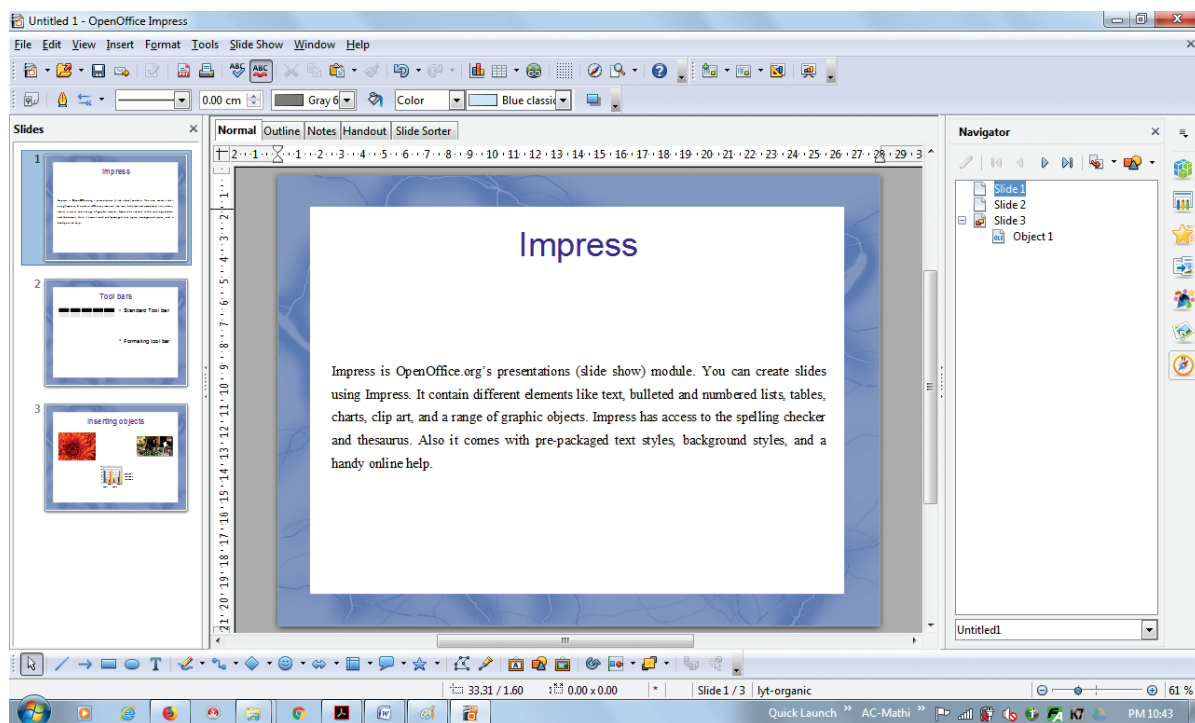 Untitled 1 - OpenOffice Impress
File Edit View Insert Format Tools Slide Show Window Help
0.00 cm Gray 6 Color Blue classic
Slides
Normal Outline Notes Handout Slide Sorter
Navigator
1
Impress
2
Tool bars
Standard Tool bar
Formating tool bar
3
Inserting objects
Impress
Impress is OpenOffice.org's presentations (slide show) module. You can create slides
using Impress. It contain different elements like text, bulleted and numbered lists, tables,
charts, clip art, and a range of graphic objects. Impress has access to the spelling checker
and thesaurus. Also it comes with pre-packaged text styles, background styles, and a
handy online help.
Slide 1
Slide 2
Slide 3
Object 1
Untitled1
33.31 / 1.60 0.00 x 0.00 * Slide 1 / 3 lyt-organic 61 %
Quick Launch » AC-Mathi » PM 10:43